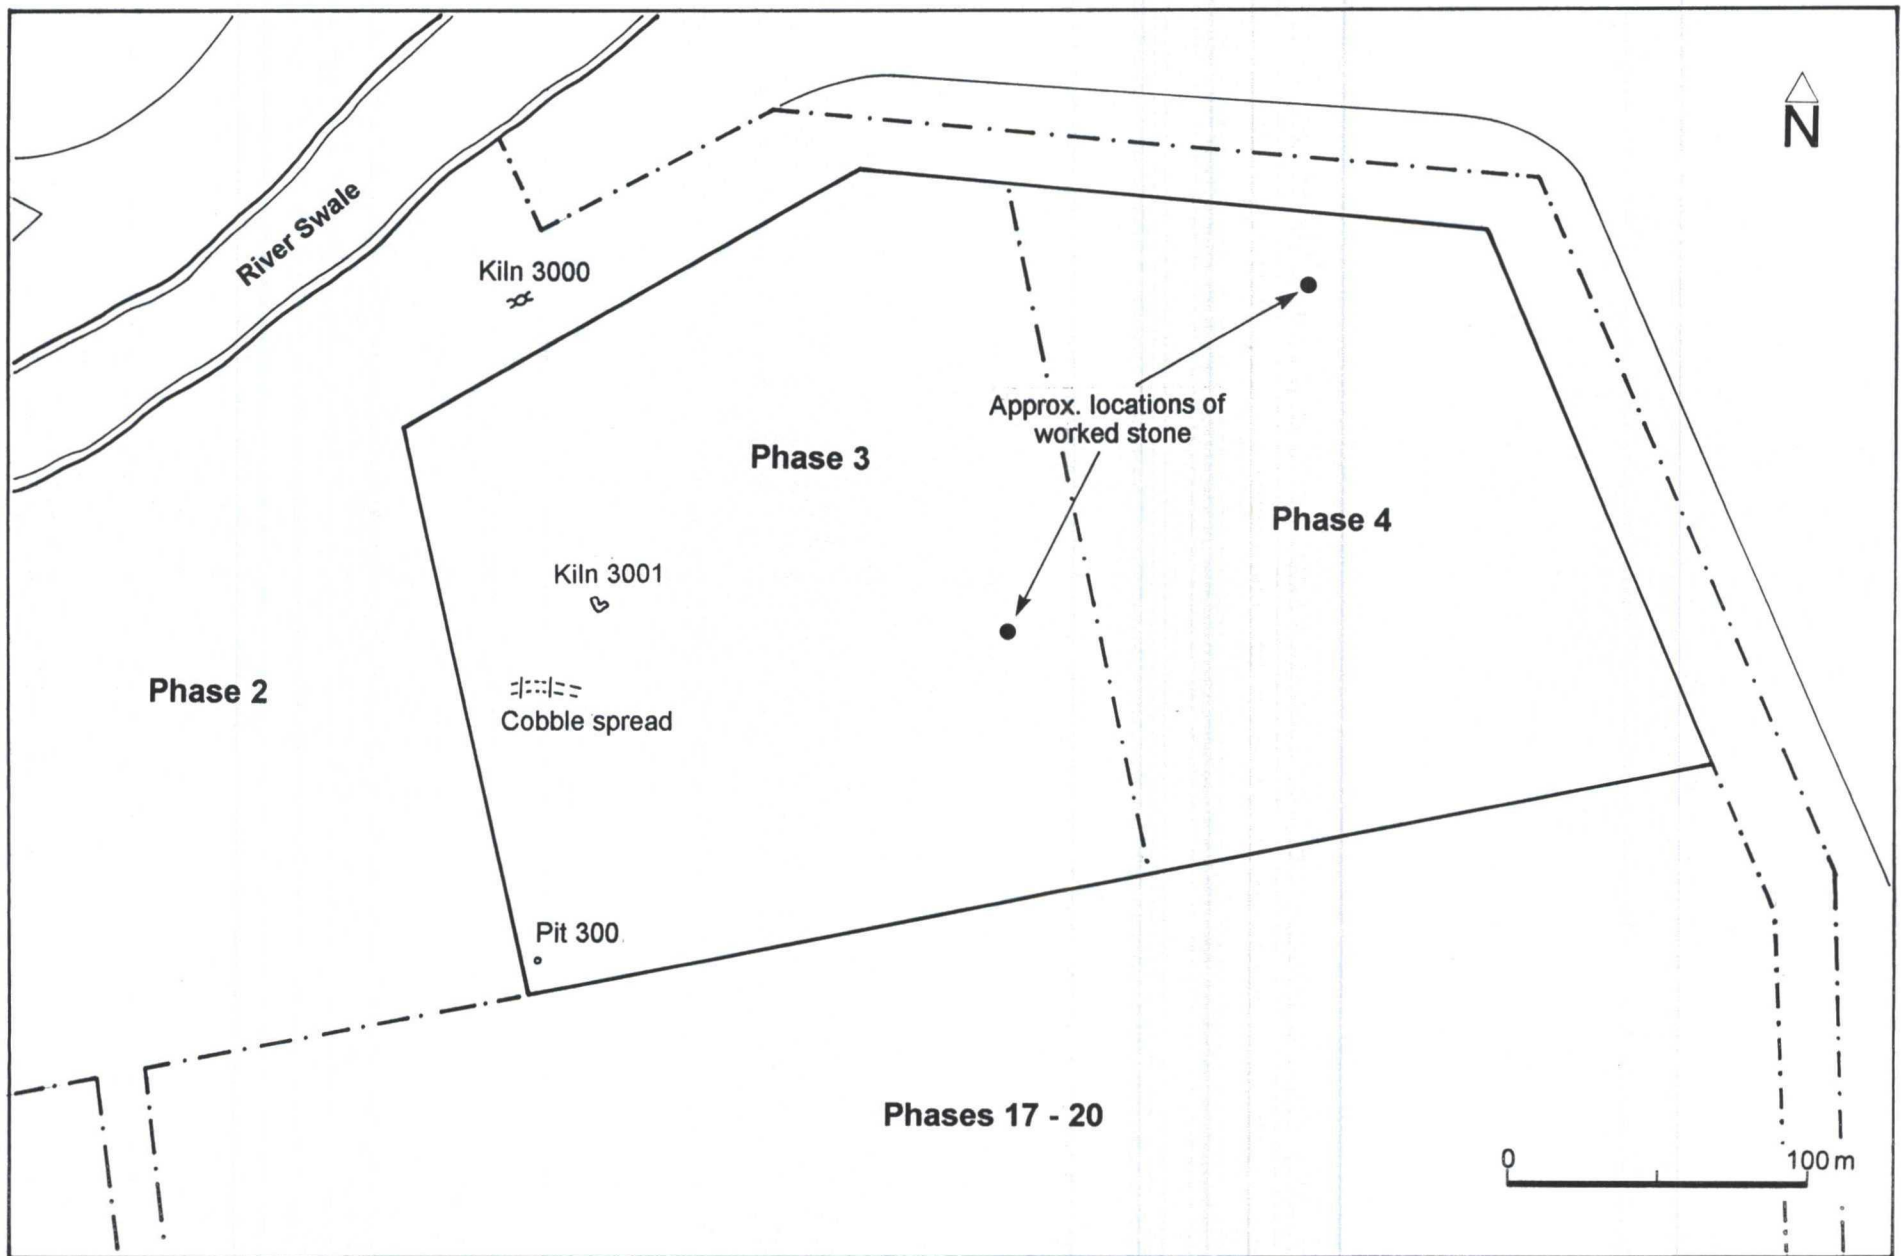 N
River Swale
Kiln 3000
Approx. locations of
worked stone
Phase 3
Phase 4
Kiln 3001
Phase 2
Cobble spread
Pit 300
Phases 17 - 20
0 100 m